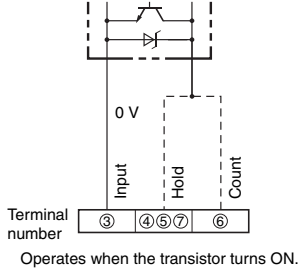 0 V
Input
Hold
Count
Terminal
number
③ ④⑤⑦ ⑥
Operates when the transistor turns ON.